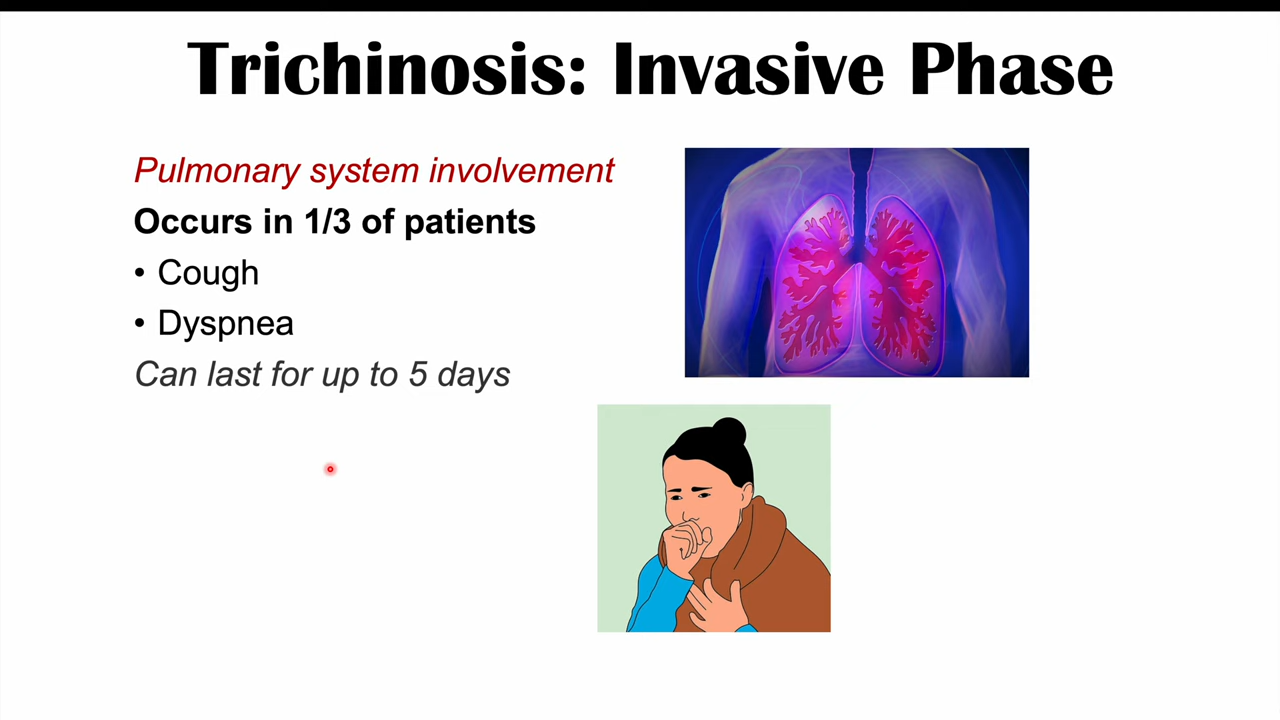 Trichinosis: Invasive Phase
Pulmonary system involvement
Occurs in 1/3 of patients
• Cough
• Dyspnea
Can last for up to 5 days